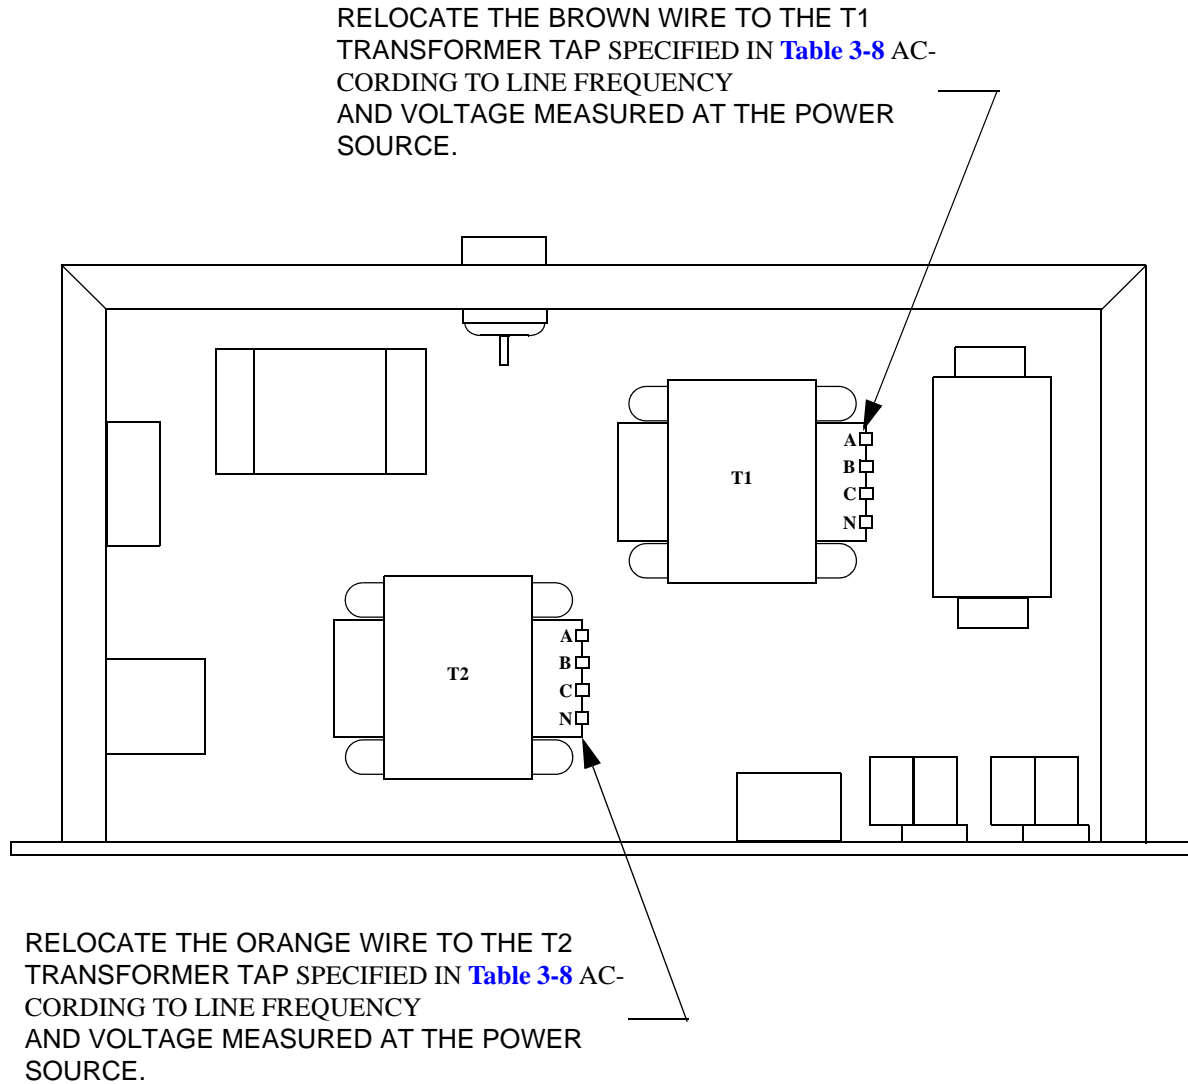 RELOCATE THE BROWN WIRE TO THE T1
TRANSFORMER TAP SPECIFIED IN Table 3-8 AC-
CORDING TO LINE FREQUENCY
AND VOLTAGE MEASURED AT THE POWER
SOURCE.
A
B
T1
C
N
A
B
T2
C
N
RELOCATE THE ORANGE WIRE TO THE T2
TRANSFORMER TAP SPECIFIED IN Table 3-8 AC-
CORDING TO LINE FREQUENCY
AND VOLTAGE MEASURED AT THE POWER
SOURCE.